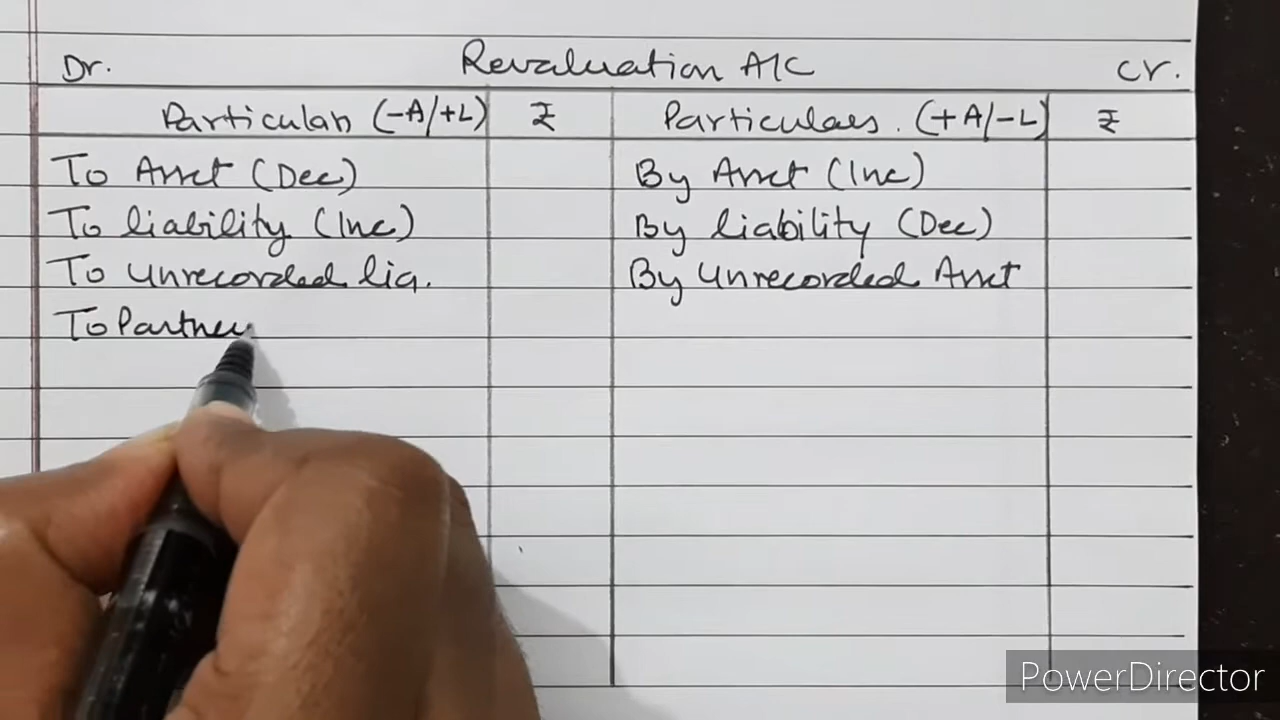 Dr. Revaluation A/C Cr.
Particulars (-A/+L) ₹ Particulars. (+A/-L) ₹
To Asset (Dec) By Asset (Inc)
To liability (Inc) By liability (Dec)
To Unrecorded lia. By Unrecorded Asset
To Partner
PowerDirector